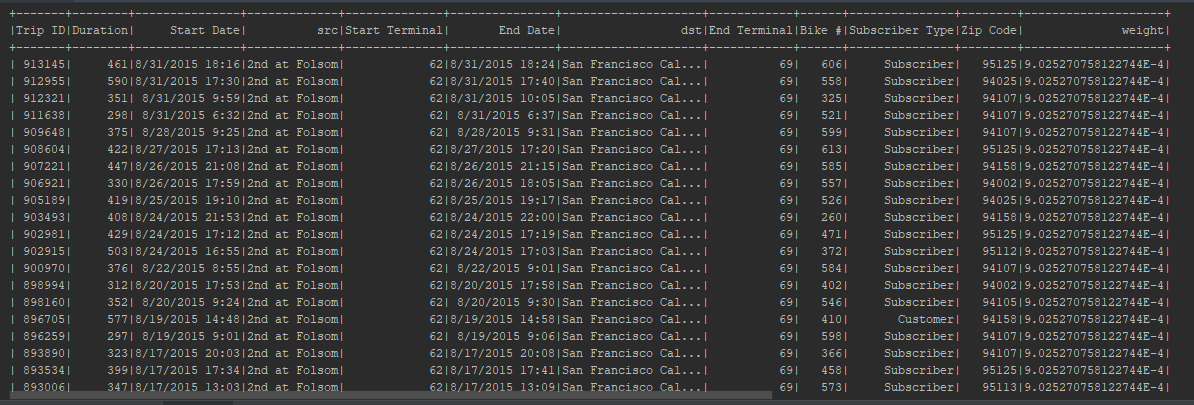 +-------+--------+---------------+-------------+--------------+---------------+--------------------+------------+------+---------------+--------+--------------------+
|Trip ID|Duration|     Start Date|          src|Start Terminal|       End Date|                 dst|End Terminal|Bike #|Subscriber Type|Zip Code|              weight|
+-------+--------+---------------+-------------+--------------+---------------+--------------------+------------+------+---------------+--------+--------------------+
| 913145|     461|8/31/2015 18:16|2nd at Folsom|            62|8/31/2015 18:24|San Francisco Cal...|          69|   606|     Subscriber|   95125|9.025270758122744E-4|
| 912955|     590|8/31/2015 17:30|2nd at Folsom|            62|8/31/2015 17:40|San Francisco Cal...|          69|   558|     Subscriber|   94025|9.025270758122744E-4|
| 912321|     351| 8/31/2015 9:59|2nd at Folsom|            62|8/31/2015 10:05|San Francisco Cal...|          69|   325|     Subscriber|   94107|9.025270758122744E-4|
| 911638|     298| 8/31/2015 6:32|2nd at Folsom|            62| 8/31/2015 6:37|San Francisco Cal...|          69|   521|     Subscriber|   94107|9.025270758122744E-4|
| 909648|     375| 8/28/2015 9:25|2nd at Folsom|            62| 8/28/2015 9:31|San Francisco Cal...|          69|   599|     Subscriber|   94107|9.025270758122744E-4|
| 908604|     422|8/27/2015 17:13|2nd at Folsom|            62|8/27/2015 17:20|San Francisco Cal...|          69|   613|     Subscriber|   95125|9.025270758122744E-4|
| 907221|     447|8/26/2015 21:08|2nd at Folsom|            62|8/26/2015 21:15|San Francisco Cal...|          69|   585|     Subscriber|   94158|9.025270758122744E-4|
| 906921|     330|8/26/2015 17:59|2nd at Folsom|            62|8/26/2015 18:05|San Francisco Cal...|          69|   557|     Subscriber|   94002|9.025270758122744E-4|
| 905189|     419|8/25/2015 19:10|2nd at Folsom|            62|8/25/2015 19:17|San Francisco Cal...|          69|   526|     Subscriber|   94025|9.025270758122744E-4|
| 903493|     408|8/24/2015 21:53|2nd at Folsom|            62|8/24/2015 22:00|San Francisco Cal...|          69|   260|     Subscriber|   94158|9.025270758122744E-4|
| 902981|     429|8/24/2015 17:12|2nd at Folsom|            62|8/24/2015 17:19|San Francisco Cal...|          69|   471|     Subscriber|   95125|9.025270758122744E-4|
| 902915|     503|8/24/2015 16:55|2nd at Folsom|            62|8/24/2015 17:03|San Francisco Cal...|          69|   372|     Subscriber|   95112|9.025270758122744E-4|
| 900970|     376| 8/22/2015 8:55|2nd at Folsom|            62| 8/22/2015 9:01|San Francisco Cal...|          69|   584|     Subscriber|   94107|9.025270758122744E-4|
| 898994|     312|8/20/2015 17:53|2nd at Folsom|            62|8/20/2015 17:58|San Francisco Cal...|          69|   402|     Subscriber|   94002|9.025270758122744E-4|
| 898160|     352| 8/20/2015 9:24|2nd at Folsom|            62| 8/20/2015 9:30|San Francisco Cal...|          69|   546|     Subscriber|   94105|9.025270758122744E-4|
| 896705|     577|8/19/2015 14:48|2nd at Folsom|            62|8/19/2015 14:58|San Francisco Cal...|          69|   410|       Customer|   94158|9.025270758122744E-4|
| 896259|     297| 8/19/2015 9:01|2nd at Folsom|            62| 8/19/2015 9:06|San Francisco Cal...|          69|   598|     Subscriber|   94107|9.025270758122744E-4|
| 893890|     323|8/17/2015 20:03|2nd at Folsom|            62|8/17/2015 20:08|San Francisco Cal...|          69|   366|     Subscriber|   94107|9.025270758122744E-4|
| 893534|     399|8/17/2015 17:34|2nd at Folsom|            62|8/17/2015 17:41|San Francisco Cal...|          69|   458|     Subscriber|   95125|9.025270758122744E-4|
| 893006|     347|8/17/2015 13:03|2nd at Folsom|            62|8/17/2015 13:09|San Francisco Cal...|          69|   573|     Subscriber|   95113|9.025270758122744E-4|